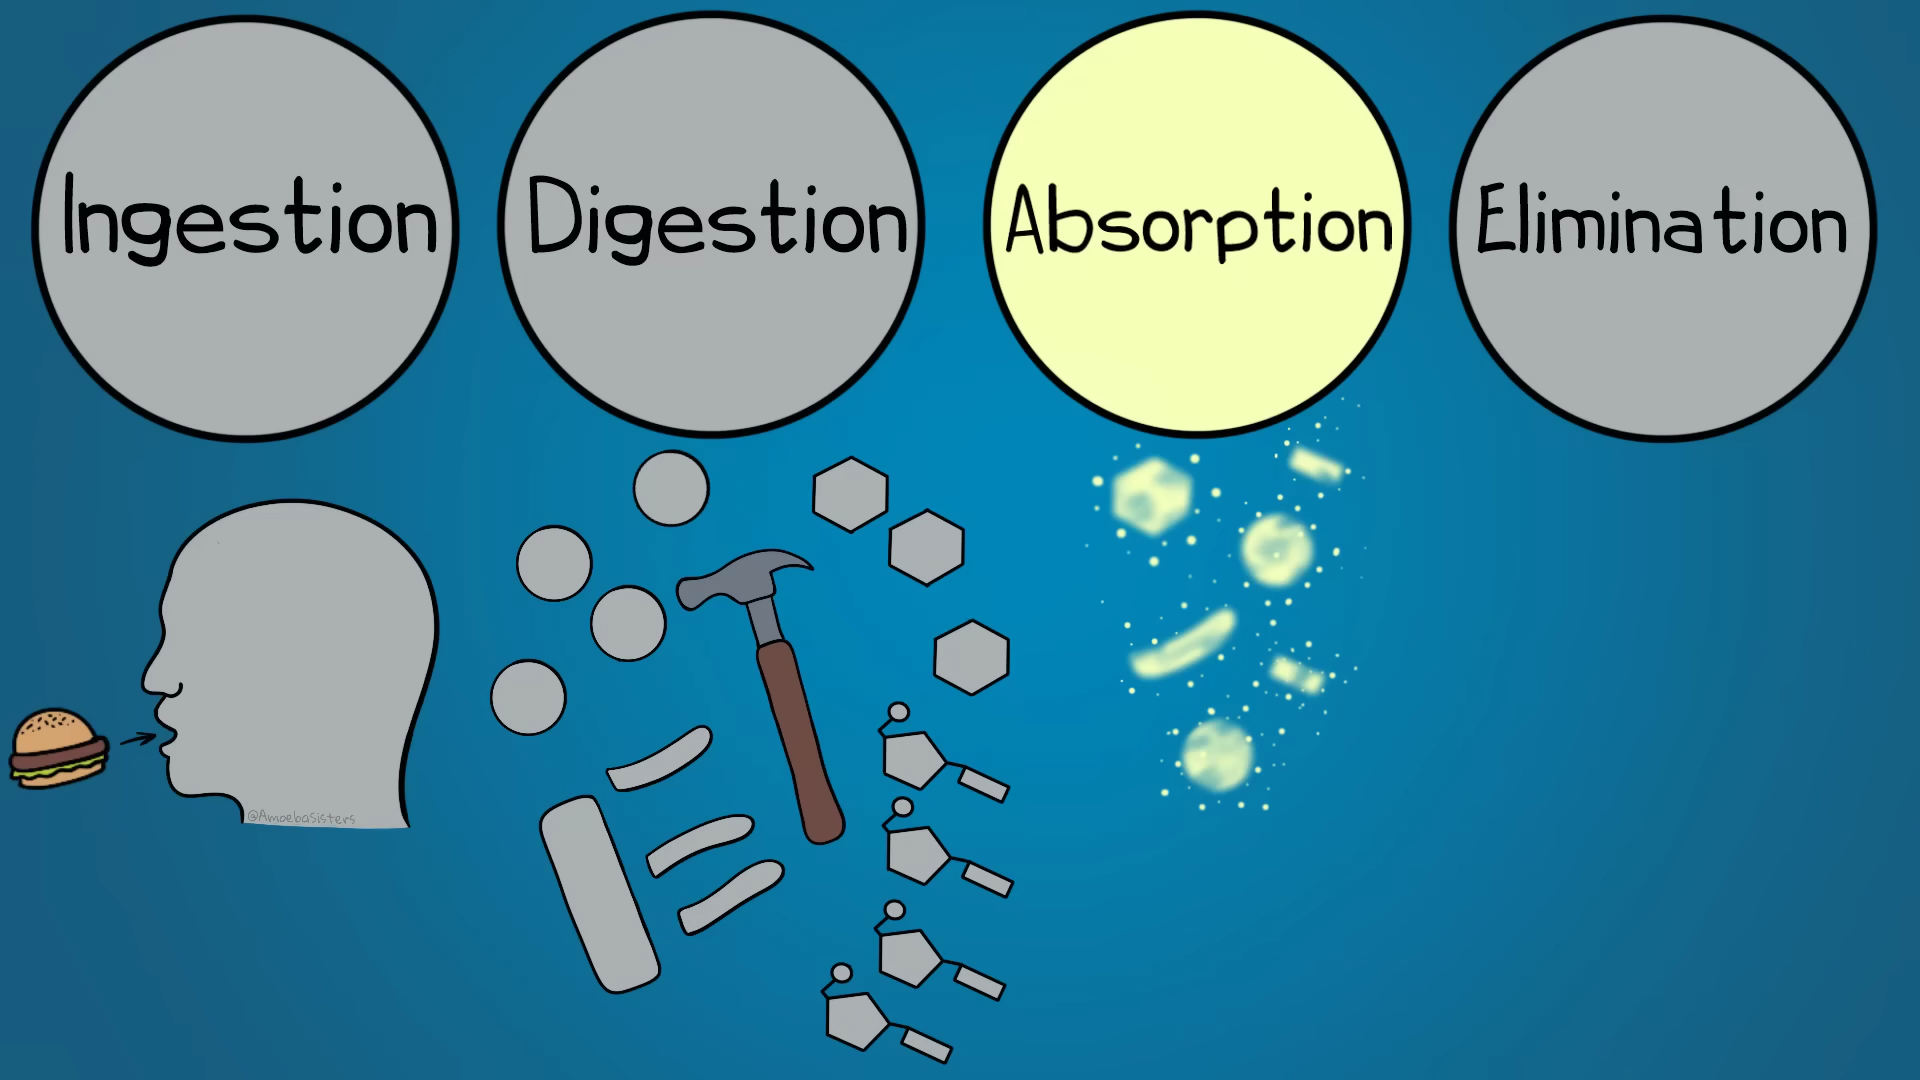 Ingestion
Digestion
Absorption
Elimination
@AmoebaSisters